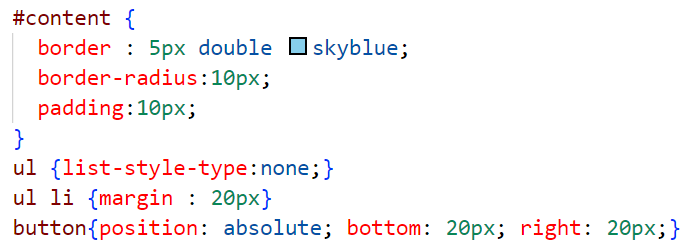 #content {
border : 5px double skyblue;
border-radius:10px;
padding:10px;
}
ul {list-style-type:none;}
ul li {margin : 20px}
button{position: absolute; bottom: 20px; right: 20px;}